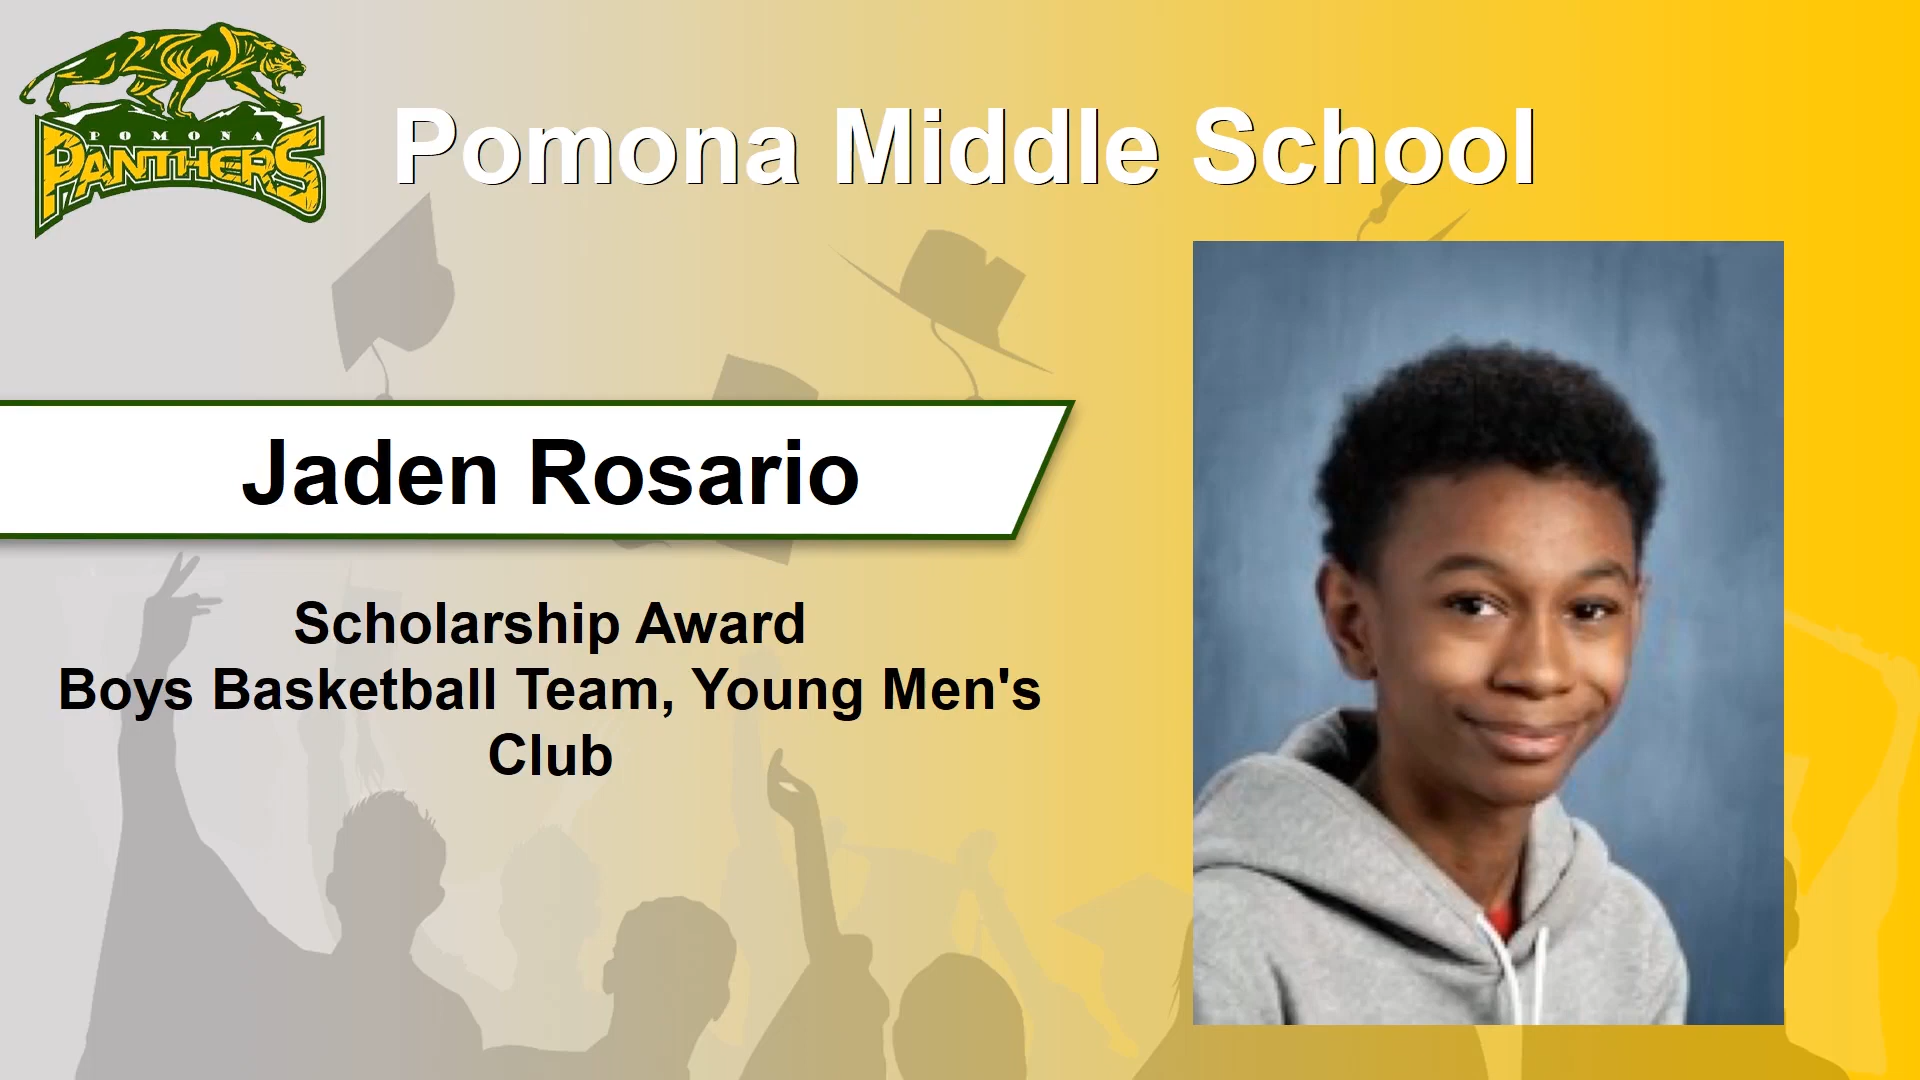 POMONA
PANTHERS
Pomona Middle School
Jaden Rosario
Scholarship Award
Boys Basketball Team, Young Men's
Club